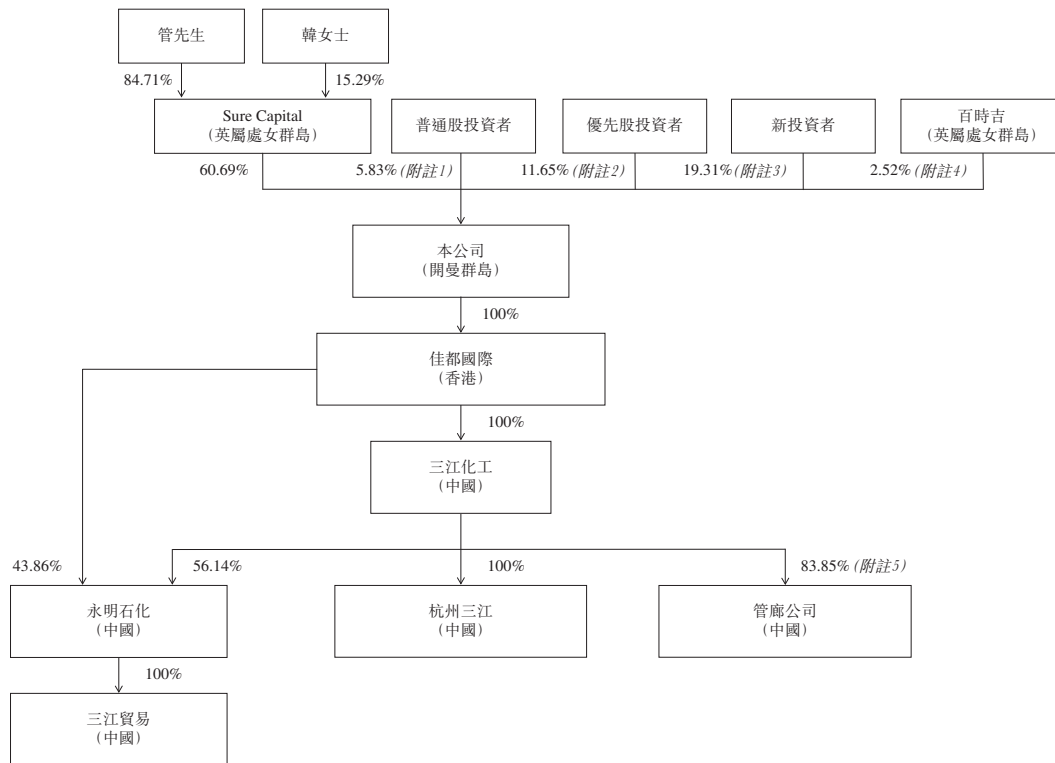 管先生
韓女士
84.71%
15.29%
Sure Capital
(英屬處女群島)
普通股投資者
優先股投資者
新投資者
百時吉
(英屬處女群島)
60.69%
5.83% (附註1)
11.65% (附註2)
19.31% (附註3)
2.52% (附註4)
本公司
(開曼群島)
100%
佳都國際
(香港)
100%
三江化工
(中國)
43.86%
56.14%
100%
83.85% (附註5)
永明石化
(中國)
杭州三江
(中國)
管廊公司
(中國)
100%
三江貿易
(中國)